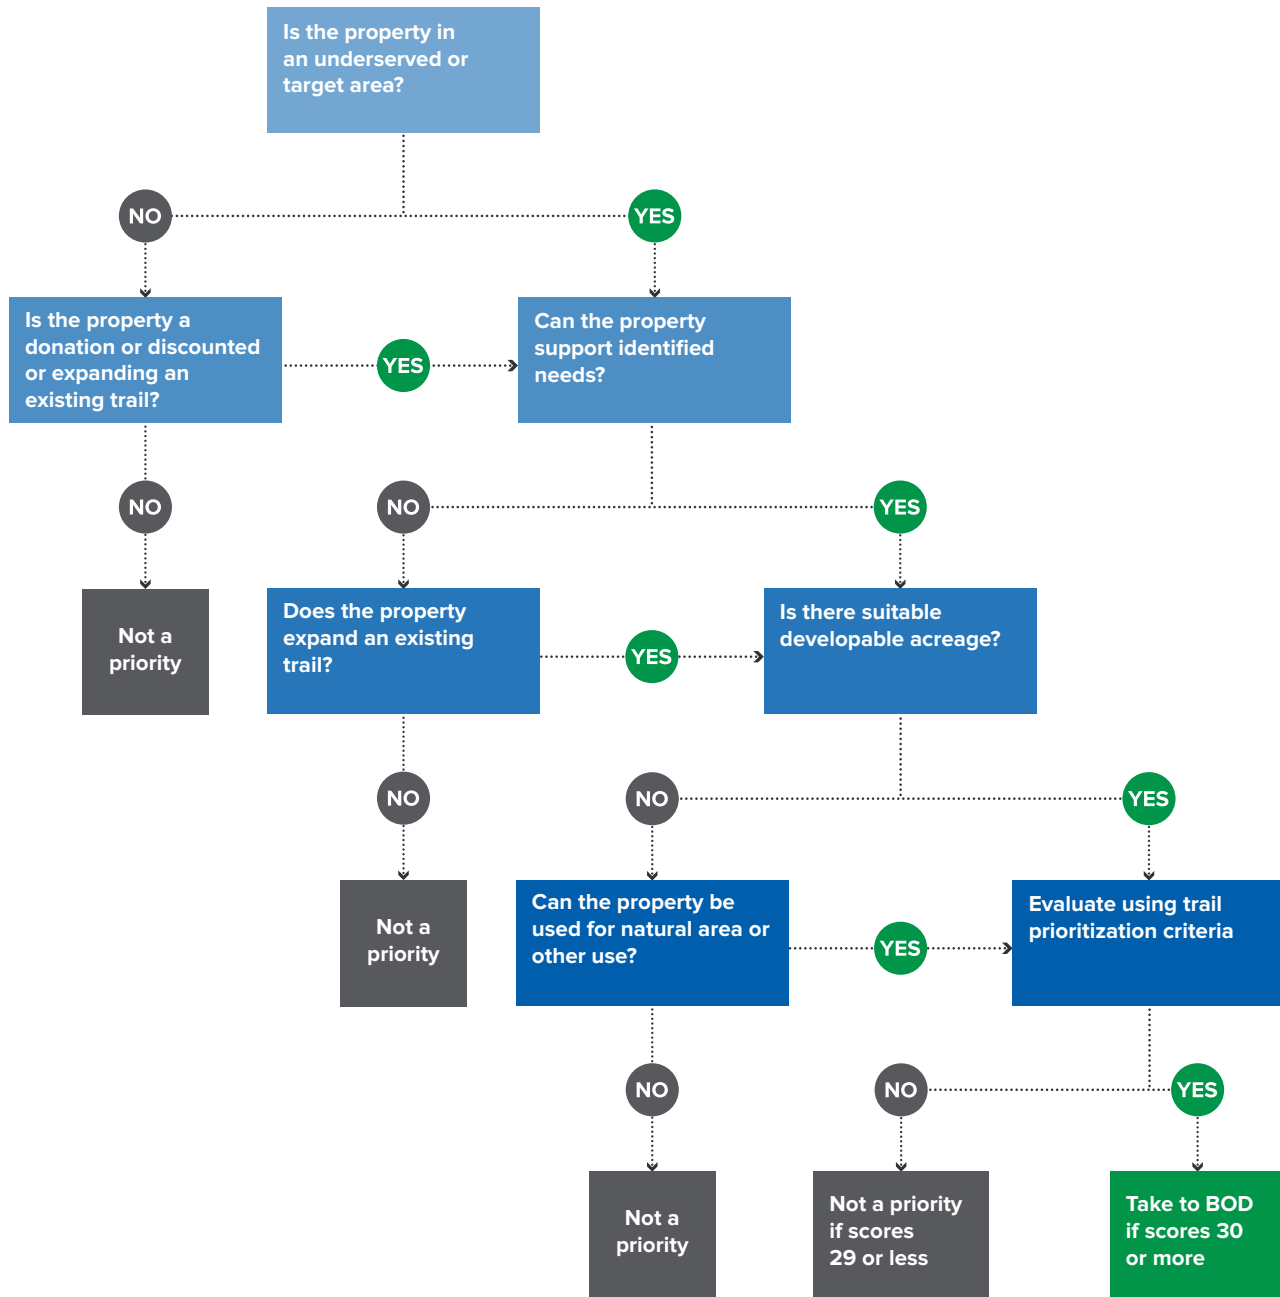 Is the property in
an underserved or
target area?
NO
YES
Is the property a
donation or discounted
or expanding an
existing trail?
YES
Can the property
support identified
needs?
NO
NO
YES
Not a
priority
Does the property
expand an existing
trail?
YES
Is there suitable
developable acreage?
NO
NO
YES
Not a
priority
Can the property be
used for natural area or
other use?
YES
Evaluate using trail
prioritization criteria
NO
NO
YES
Not a
priority
Not a priority
if scores
29 or less
Take to BOD
if scores 30
or more